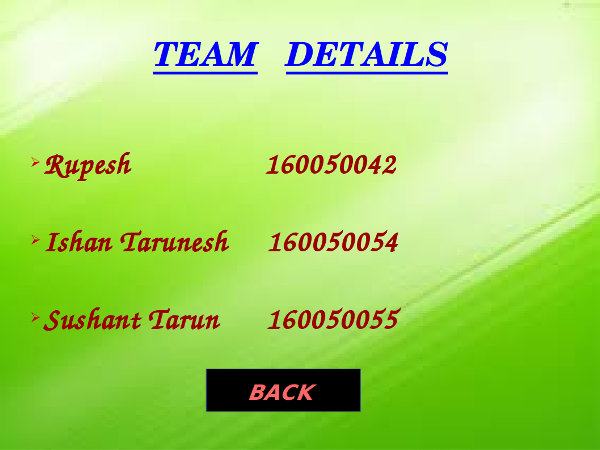 TEAM DETAILS
Rupesh 160050042
Ishan Tarunesh 160050054
Sushant Tarun 160050055
BACK